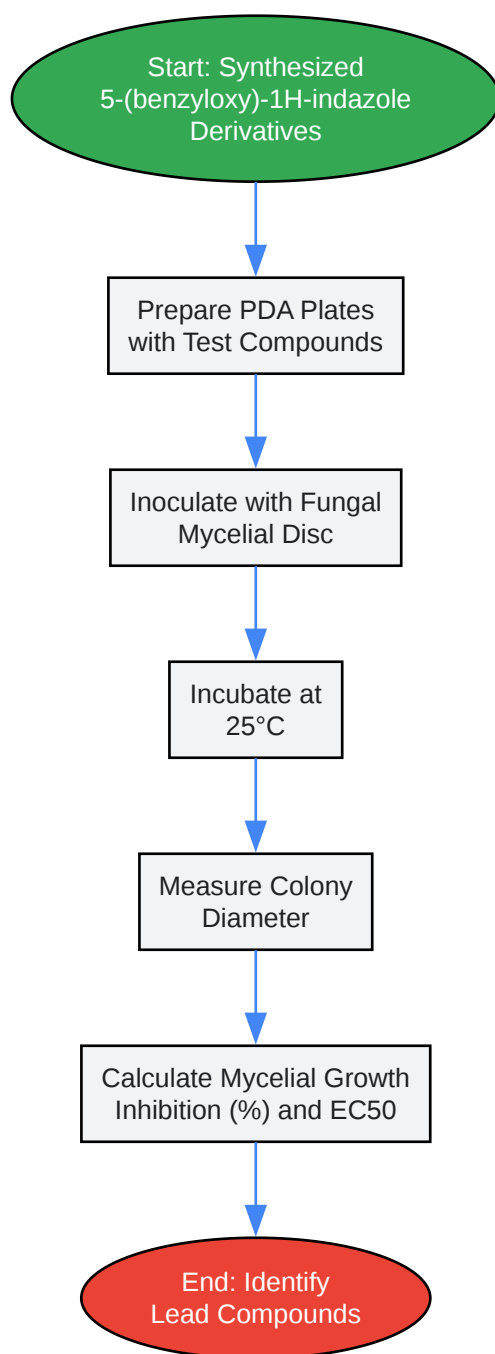 Start: Synthesized
5-(benzyloxy)-1H-indazole
Derivatives
Prepare PDA Plates
with Test Compounds
Inoculate with Fungal
Mycelial Disc
Incubate at
25°C
Measure Colony
Diameter
Calculate Mycelial Growth
Inhibition (%) and EC50
End: Identify
Lead Compounds